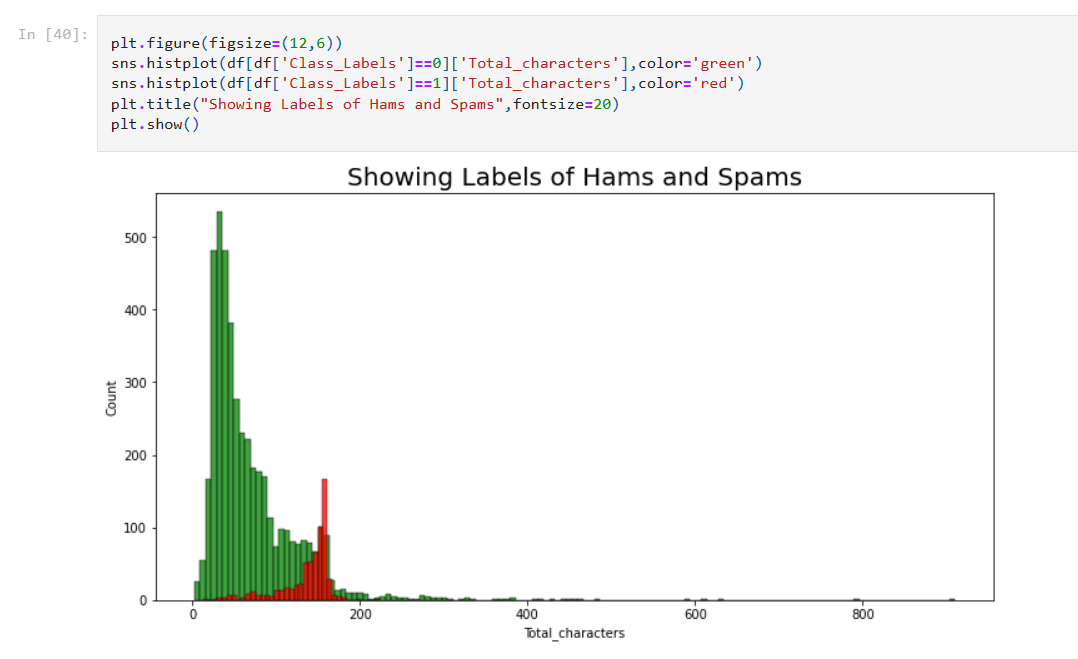 In [40]:
plt.figure(figsize=(12,6))
sns.histplot(df[df['Class_Labels']==0]['Total_characters'],color='green')
sns.histplot(df[df['Class_Labels']==1]['Total_characters'],color='red')
plt.title("Showing Labels of Hams and Spams",fontsize=20)
plt.show()
Showing Labels of Hams and Spams
500
400
300
200
100
0
Count
0 200 400 600 800
Total_characters